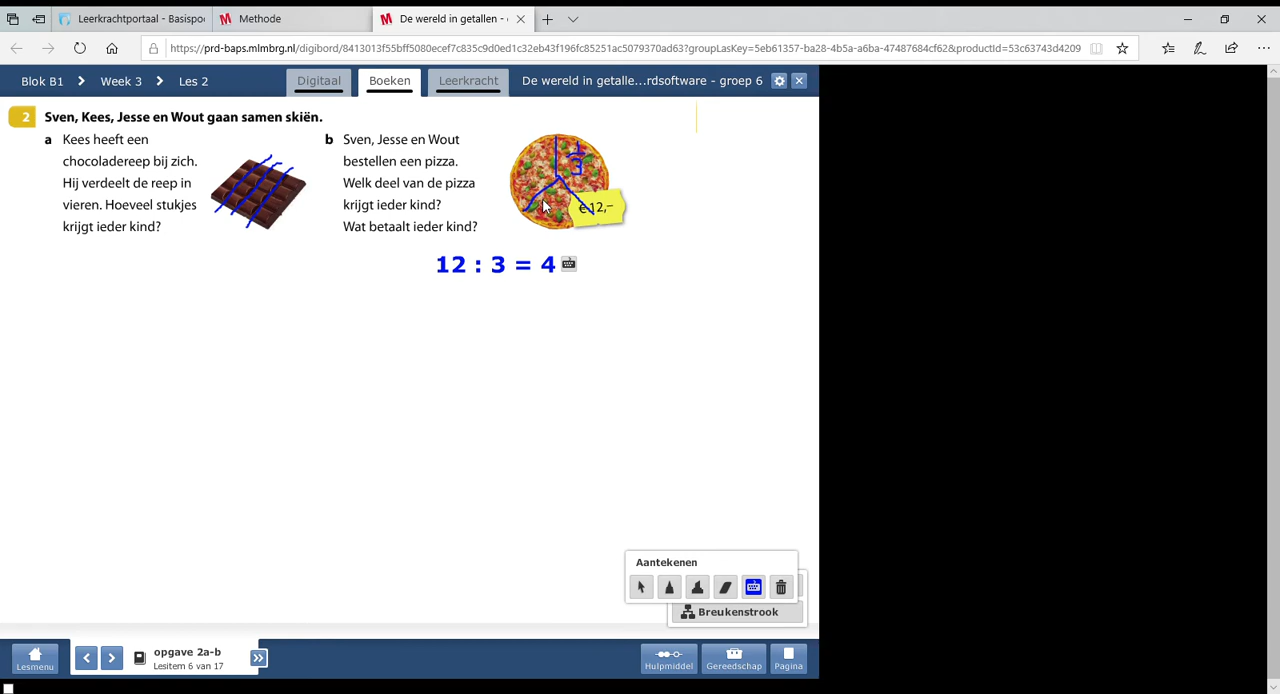 Leerkrachtportaal - Basispo
Methode
De wereld in getallen -
https://prd-baps.mlmbrg.nl/digibord/8413013f55bff5080ecef7c835c9d0ed1c32eb43f196fc85251ac5079370ad63?groupLasKey=5eb61357-ba28-4b5a-a6ba-47487684cf62&productId=53c63743d4209
Blok B1 Week 3 Les 2
Digitaal Boeken Leerkracht
De wereld in getalle...rdsoftware - groep 6
2 Sven, Kees, Jesse en Wout gaan samen skiën.
a Kees heeft een
chocoladereep bij zich.
Hij verdeelt de reep in
vieren. Hoeveel stukjes
krijgt ieder kind?
b Sven, Jesse en Wout
bestellen een pizza.
Welk deel van de pizza
krijgt ieder kind?
Wat betaalt ieder kind?
1
3
€ 12,–
12 : 3 = 4
Aantekenen
Breukenstrook
Lesmenu
opgave 2a-b
Lesitem 6 van 17
Hulpmiddel
Gereedschap
Pagina